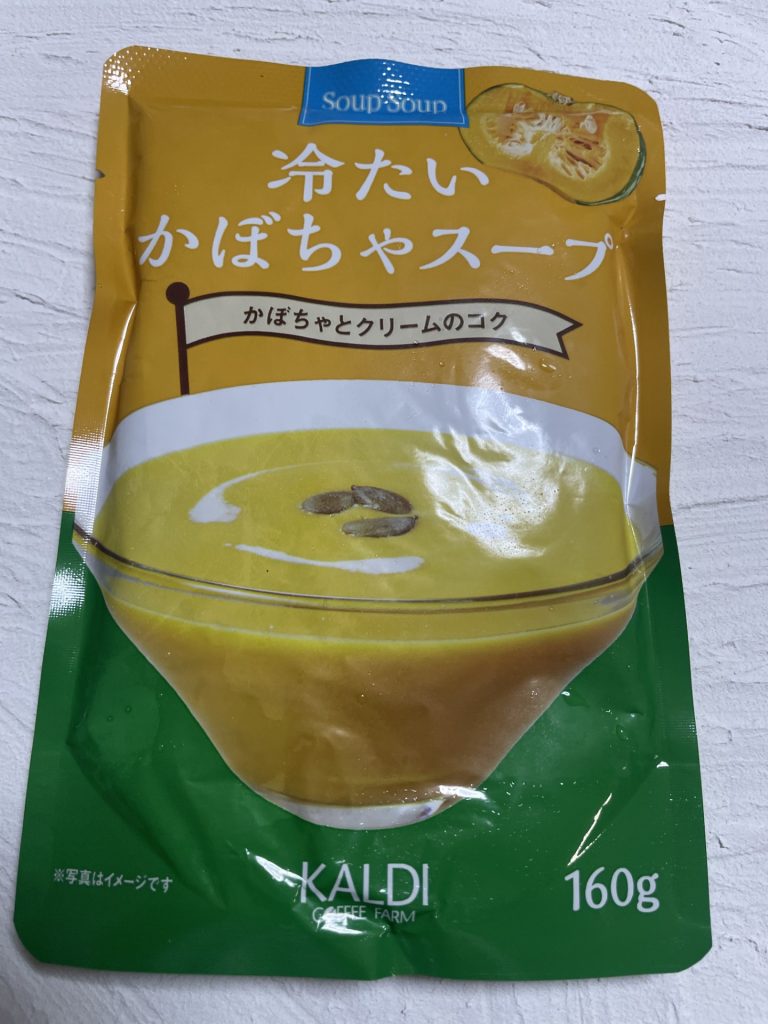 Soup Soup
冷たい
かぼちゃスープ
かぼちゃとクリームのコク
※写真はイメージです
KALDI
COFFEE FARM
160g